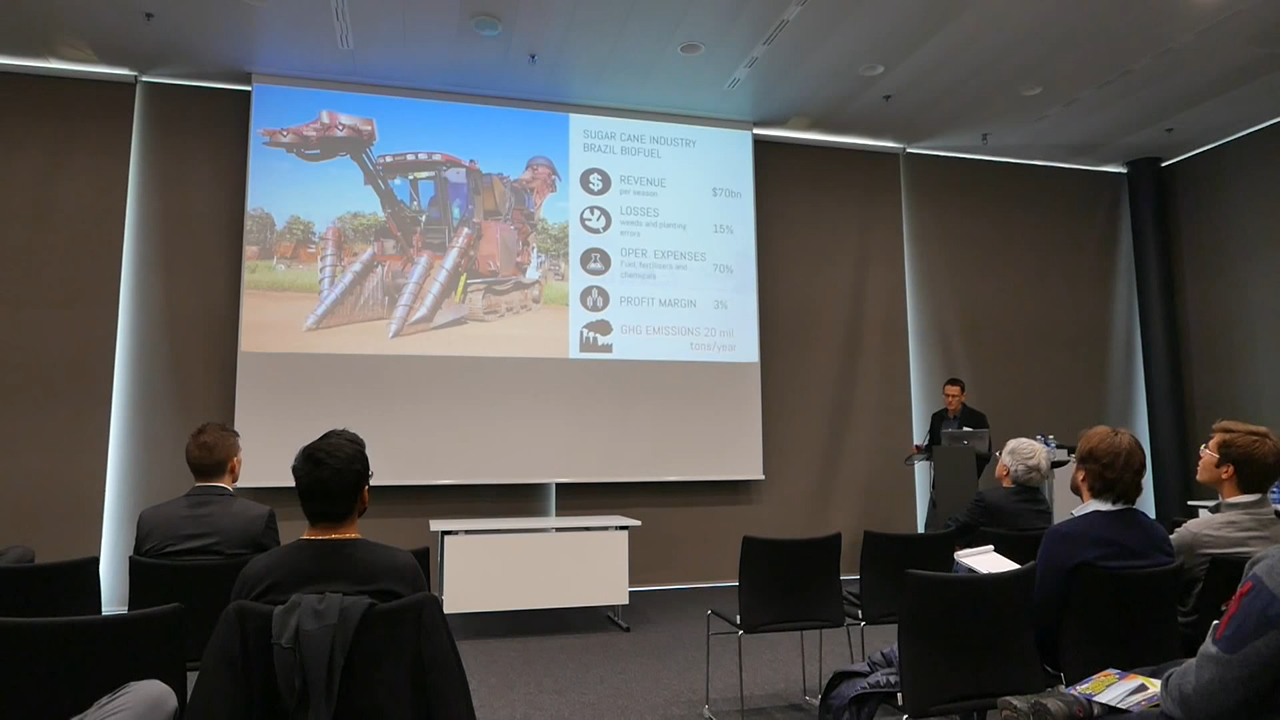 SUGAR CANE INDUSTRY
BRAZIL BIOFUEL
$
REVENUE
per season
$70bn
LOSSES
weeds and planting
errors
15%
OPER. EXPENSES
Fuel, fertilisers and
chemicals
70%
PROFIT MARGIN 3%
GHG EMISSIONS 20 mil
tons/year